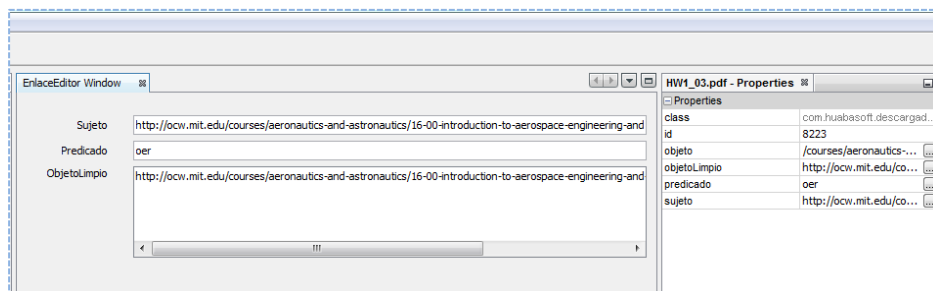 EnlaceEditor Window
Sujeto http://ocw.mit.edu/courses/aeronautics-and-astronautics/16-00-introduction-to-aerospace-engineering-and
Predicado oer
ObjetoLimpio http://ocw.mit.edu/courses/aeronautics-and-astronautics/16-00-introduction-to-aerospace-engineering-and
HW1_03.pdf - Properties
Properties
class com.huabasoft.descargad...
id 8223
objeto /courses/aeronautics-... ...
objetoLimpio http://ocw.mit.edu/co... ...
predicado oer ...
sujeto http://ocw.mit.edu/co... ...